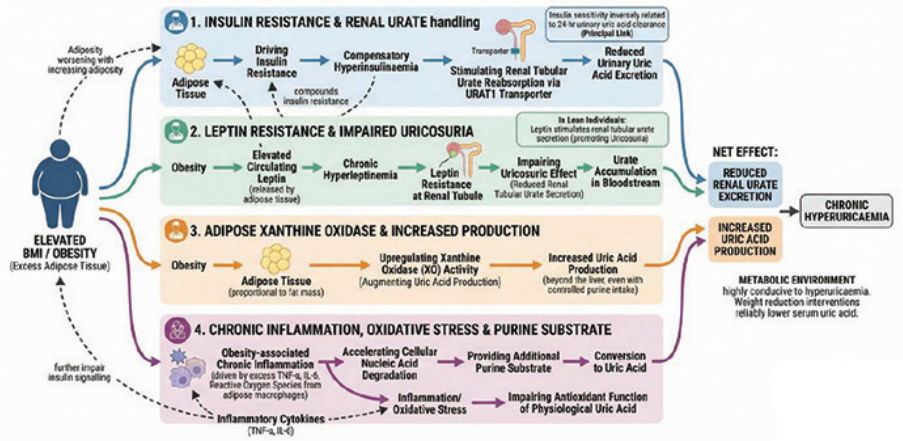 1. INSULIN RESISTANCE & RENAL URATE handling
Insulin sensitivity inversely related
to 24-hr urinary uric acid clearance
(Principal Link)
Adiposity
worsening with
increasing adiposity
Adipose
Tissue
Driving
Insulin
Resistance
Compensatory
Hyperinsulinaemia
Transporter
Stimulating Renal Tubular
Urate Reabsorption via
URAT1 Transporter
Reduced
Urinary Uric
Acid Excretion
compounds
insulin resistance
2. LEPTIN RESISTANCE & IMPAIRED URICOSURIA
In Lean Individuals:
Leptin stimulates renal tubular urate
secretion (promoting Uricosuria)
Obesity
Elevated
Circulating
Leptin
(released by
adipose tissue)
Chronic
Hyperleptinemia
Leptin
Resistance
at Renal Tubule
Impairing
Uricosuric Effect
(Reduced Renal
Tubular Urate Secretion)
Urate
Accumulation
in Bloodstream
ELEVATED
BMI / OBESITY
(Excess Adipose Tissue)
3. ADIPOSE XANTHINE OXIDASE & INCREASED PRODUCTION
Obesity
Adipose Tissue
(proportional to fat mass)
Upregulating Xanthine
Oxidase (XO) Activity
(Augmenting Uric Acid Production)
Increased Uric Acid
Production
(beyond the liver, even with
controlled purine intake)
4. CHRONIC INFLAMMATION, OXIDATIVE STRESS & PURINE SUBSTRATE
Obesity-associated
Chronic Inflammation
(driven by excess TNF-α, IL-6,
Reactive Oxygen Species from
adipose macrophages)
Accelerating Cellular
Nucleic Acid
Degradation
Providing Additional
Purine Substrate
Conversion
to Uric Acid
Inflammation/
Oxidative Stress
Impairing Antioxidant Function
of Physiological Uric Acid
further impair
insulin signalling
Inflammatory Cytokines
(TNF-α, IL-6)
NET EFFECT:
REDUCED
RENAL URATE
EXCRETION
INCREASED
URIC ACID
PRODUCTION
CHRONIC
HYPERURICAEMIA
METABOLIC ENVIRONMENT
highly conducive to hyperuricaemia.
Weight reduction interventions
reliably lower serum uric acid.